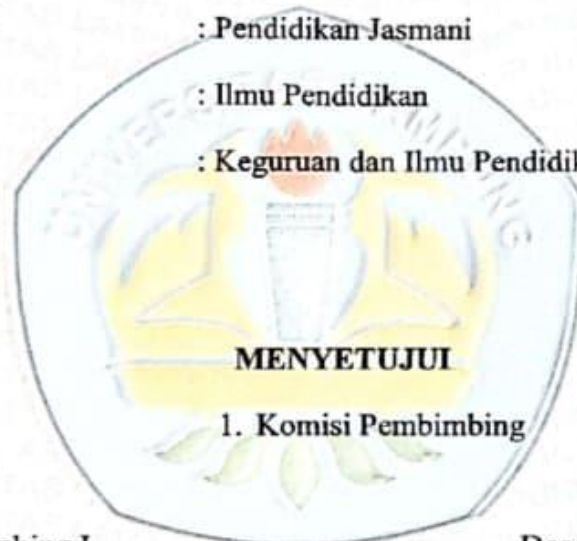 : Pendidikan Jasmani
: Ilmu Pendidikan
: Keguruan dan Ilmu Pendidik
MENYETUJUI
1. Komisi Pembimbing